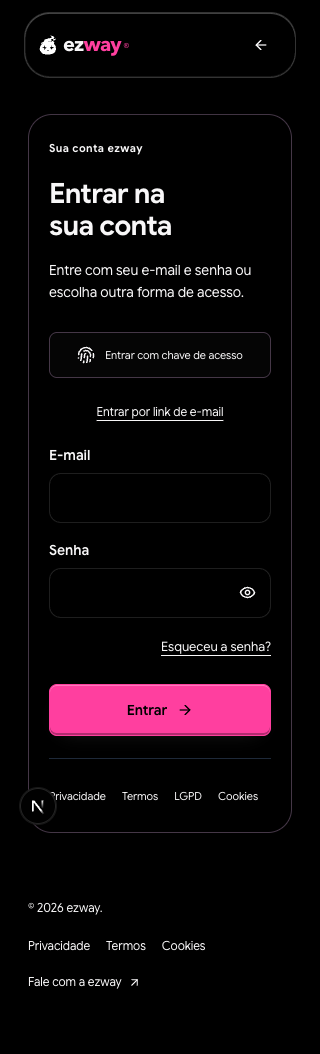 ezway®
Sua conta ezway
Entrar na
sua conta
Entre com seu e-mail e senha ou
escolha outra forma de acesso.
Entrar com chave de acesso
Entrar por link de e-mail
E-mail
Senha
Esqueceu a senha?
Entrar
Privacidade Termos LGPD Cookies
N
© 2026 ezway.
Privacidade Termos Cookies
Fale com a ezway